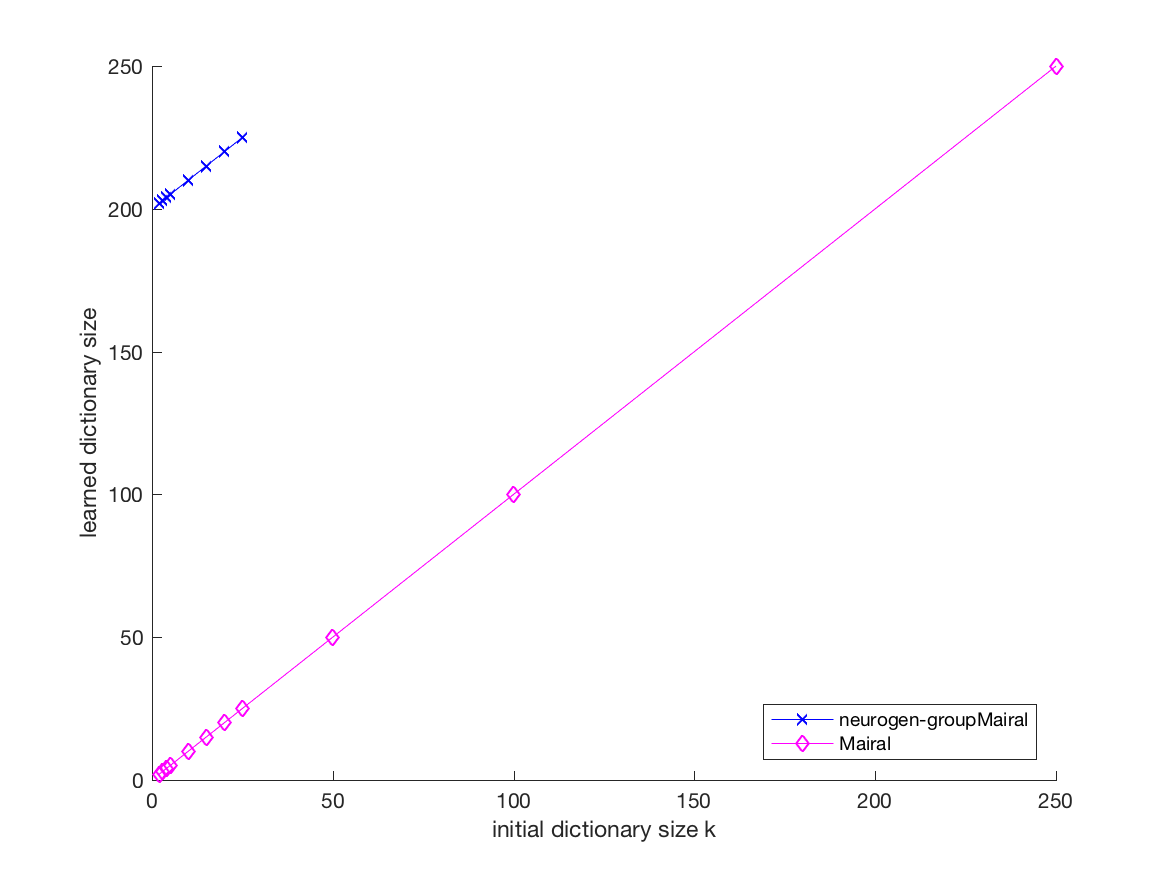 250
200
150
100
50
0
learned dictionary size
0 50 100 150 200 250
initial dictionary size k
neurogen-groupMairal
Mairal